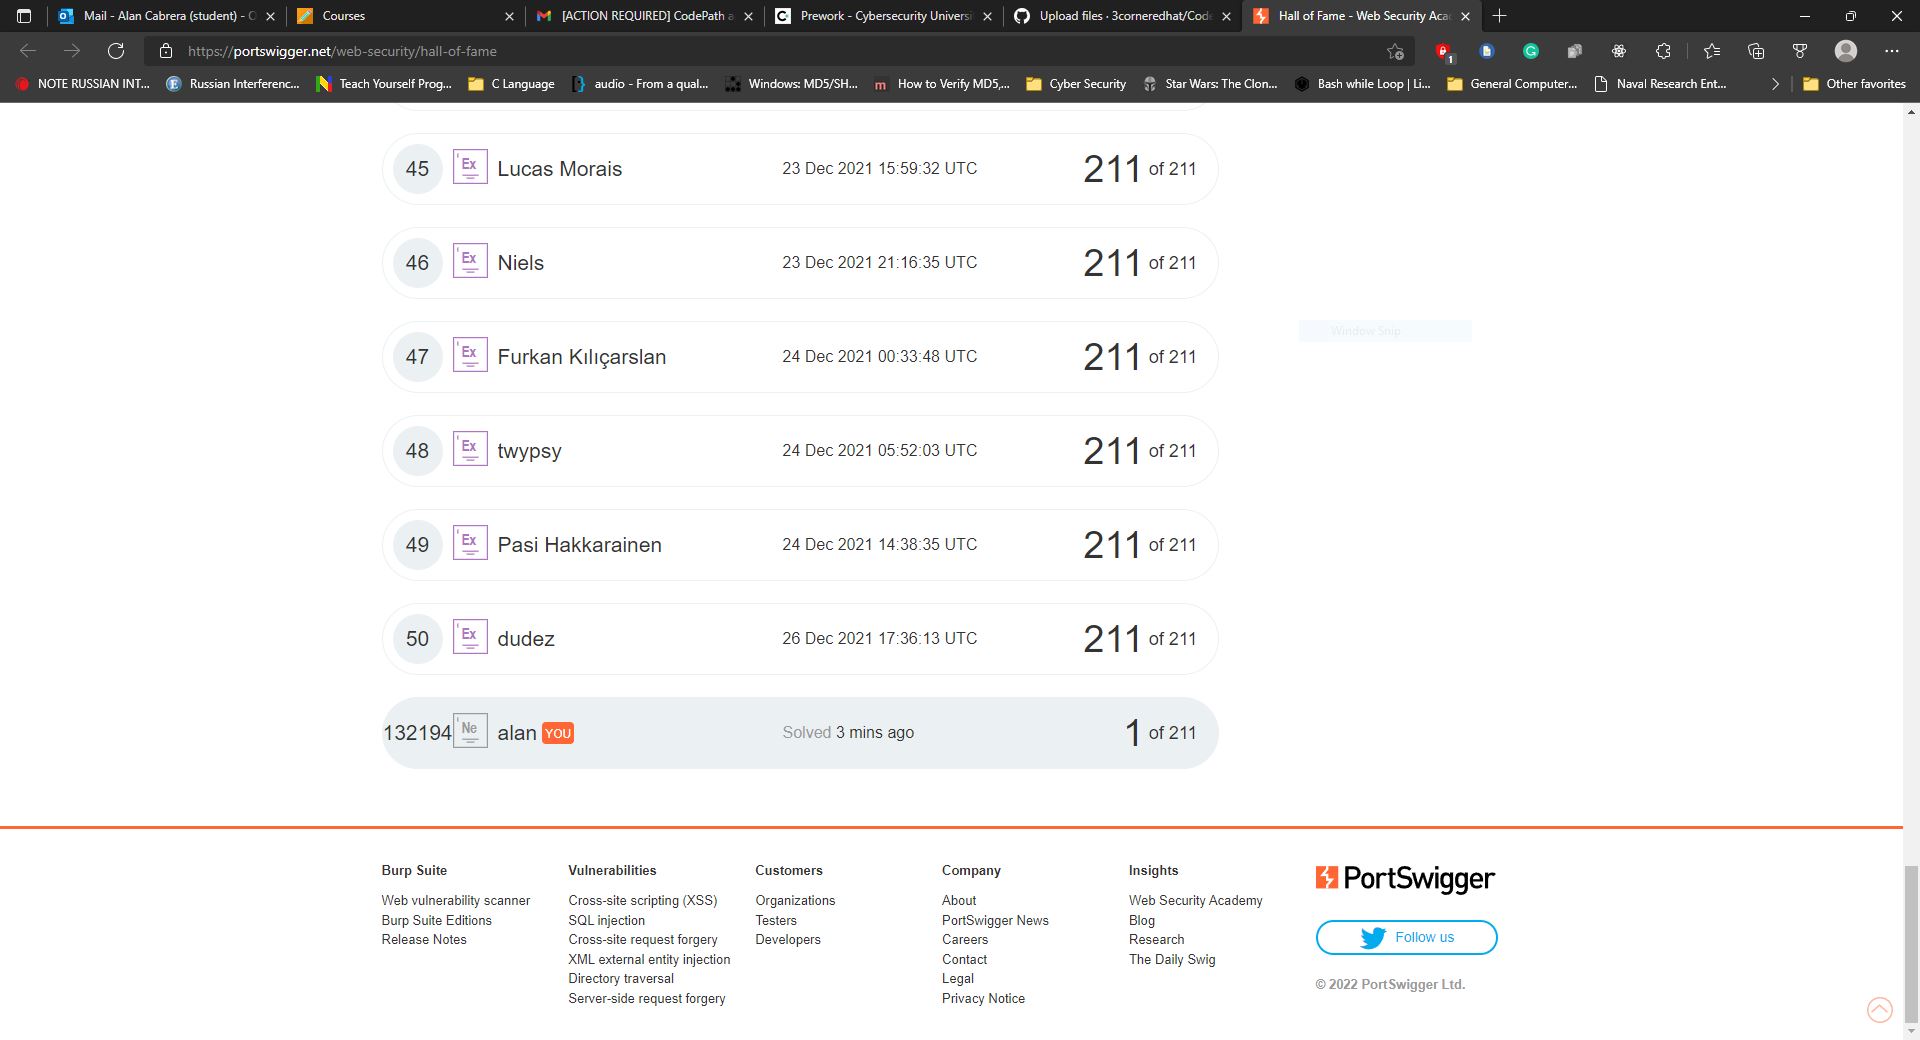 Mail - Alan Cabrera (student) - O
Courses
[ACTION REQUIRED] CodePath a
Prework - Cybersecurity Universi
Upload files · 3corneredhat/Code
Hall of Fame - Web Security Aca
https://portswigger.net/web-security/hall-of-fame
1
NOTE RUSSIAN INT...
Russian Interferenc...
Teach Yourself Prog...
C Language
audio - From a qual...
Windows: MD5/SH...
How to Verify MD5,...
Cyber Security
Star Wars: The Clon...
Bash while Loop | Li...
General Computer...
Naval Research Ent...
Other favorites
45 Ex Lucas Morais 23 Dec 2021 15:59:32 UTC 211 of 211
46 Ex Niels 23 Dec 2021 21:16:35 UTC 211 of 211
Window Snip
47 Ex Furkan Kılıçarslan 24 Dec 2021 00:33:48 UTC 211 of 211
48 Ex twypsy 24 Dec 2021 05:52:03 UTC 211 of 211
49 Ex Pasi Hakkarainen 24 Dec 2021 14:38:35 UTC 211 of 211
50 Ex dudez 26 Dec 2021 17:36:13 UTC 211 of 211
132194 Ne alan YOU Solved 3 mins ago 1 of 211
Burp Suite
Web vulnerability scanner
Burp Suite Editions
Release Notes
Vulnerabilities
Cross-site scripting (XSS)
SQL injection
Cross-site request forgery
XML external entity injection
Directory traversal
Server-side request forgery
Customers
Organizations
Testers
Developers
Company
About
PortSwigger News
Careers
Contact
Legal
Privacy Notice
Insights
Web Security Academy
Blog
Research
The Daily Swig
PortSwigger
Follow us
© 2022 PortSwigger Ltd.